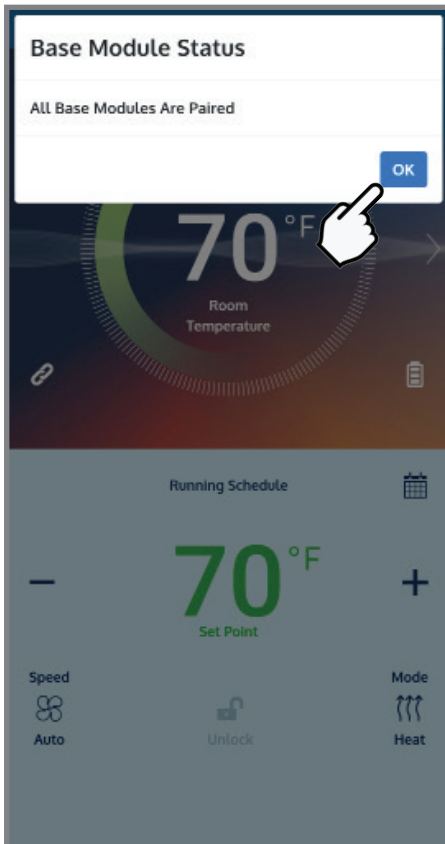 Base Module Status
All Base Modules Are Paired
OK
70°F
Room
Temperature
Running Schedule
−
70°F
+
Set Point
Speed
Mode
Auto
Unlock
Heat